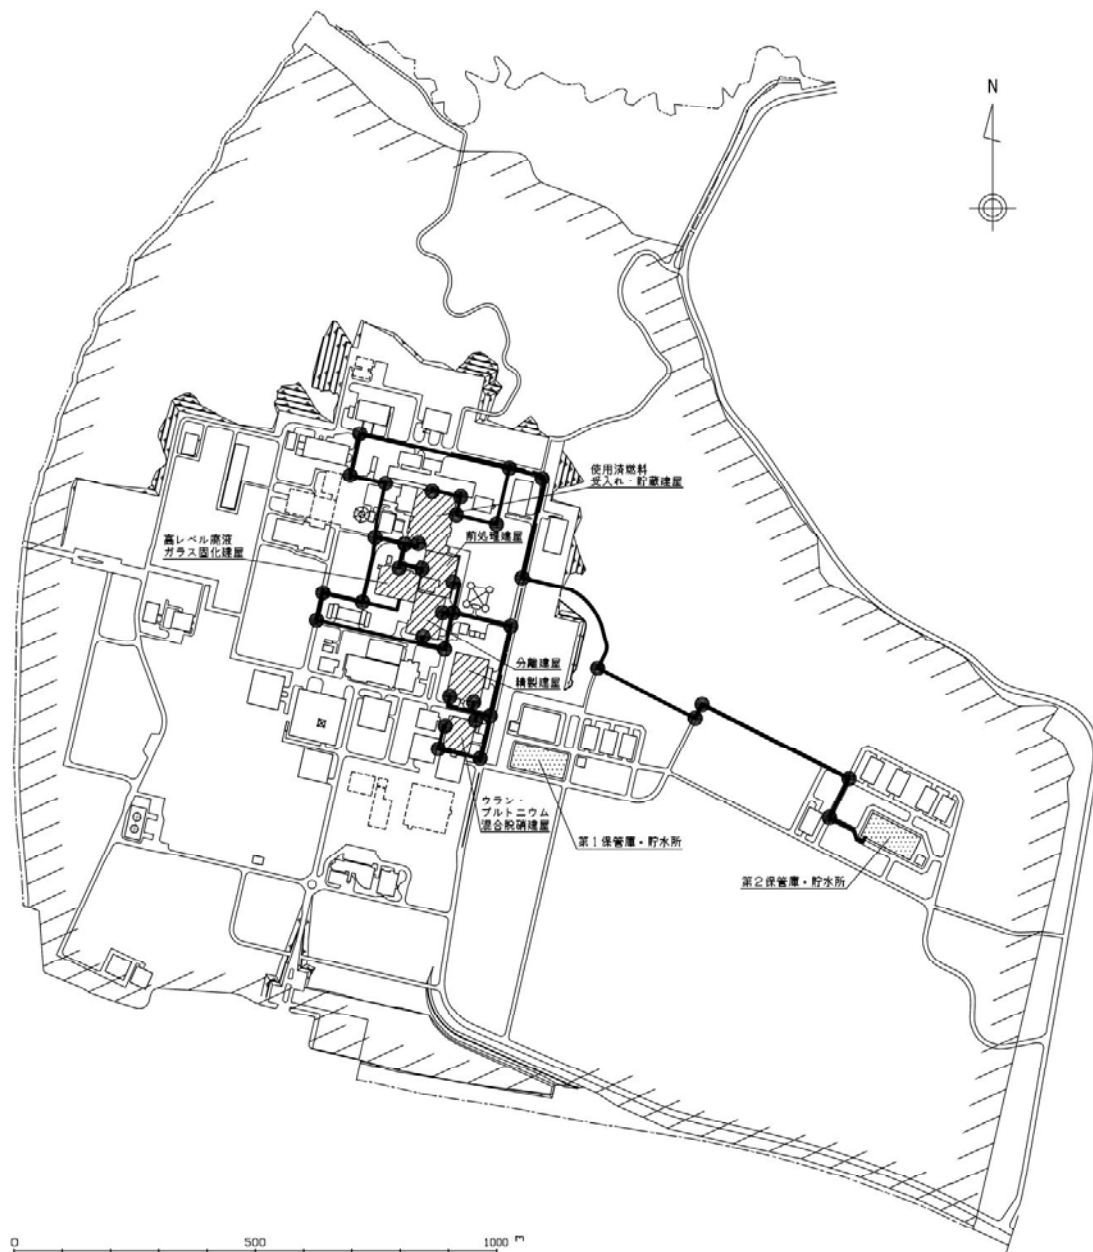 N
使用済燃料
受入れ・貯蔵建屋
前処理建屋
高レベル廃液
ガラス固化建屋
分離建屋
精製建屋
ウラン・
プルトニウム
混合脱硝建屋
第1保管庫・貯水所
第2保管庫・貯水所
0 500 1000 m